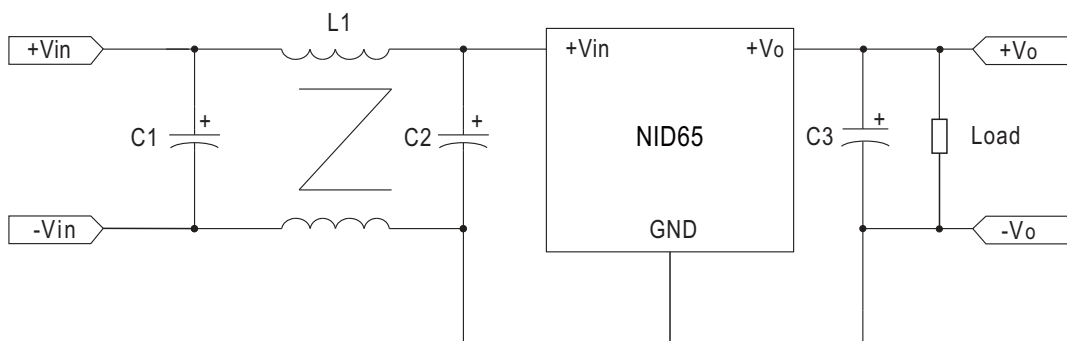 L1
+Vin
+Vin
+Vo
+Vo
C1
+
C2
+
NID65
C3
+
Load
-Vin
GND
-Vo